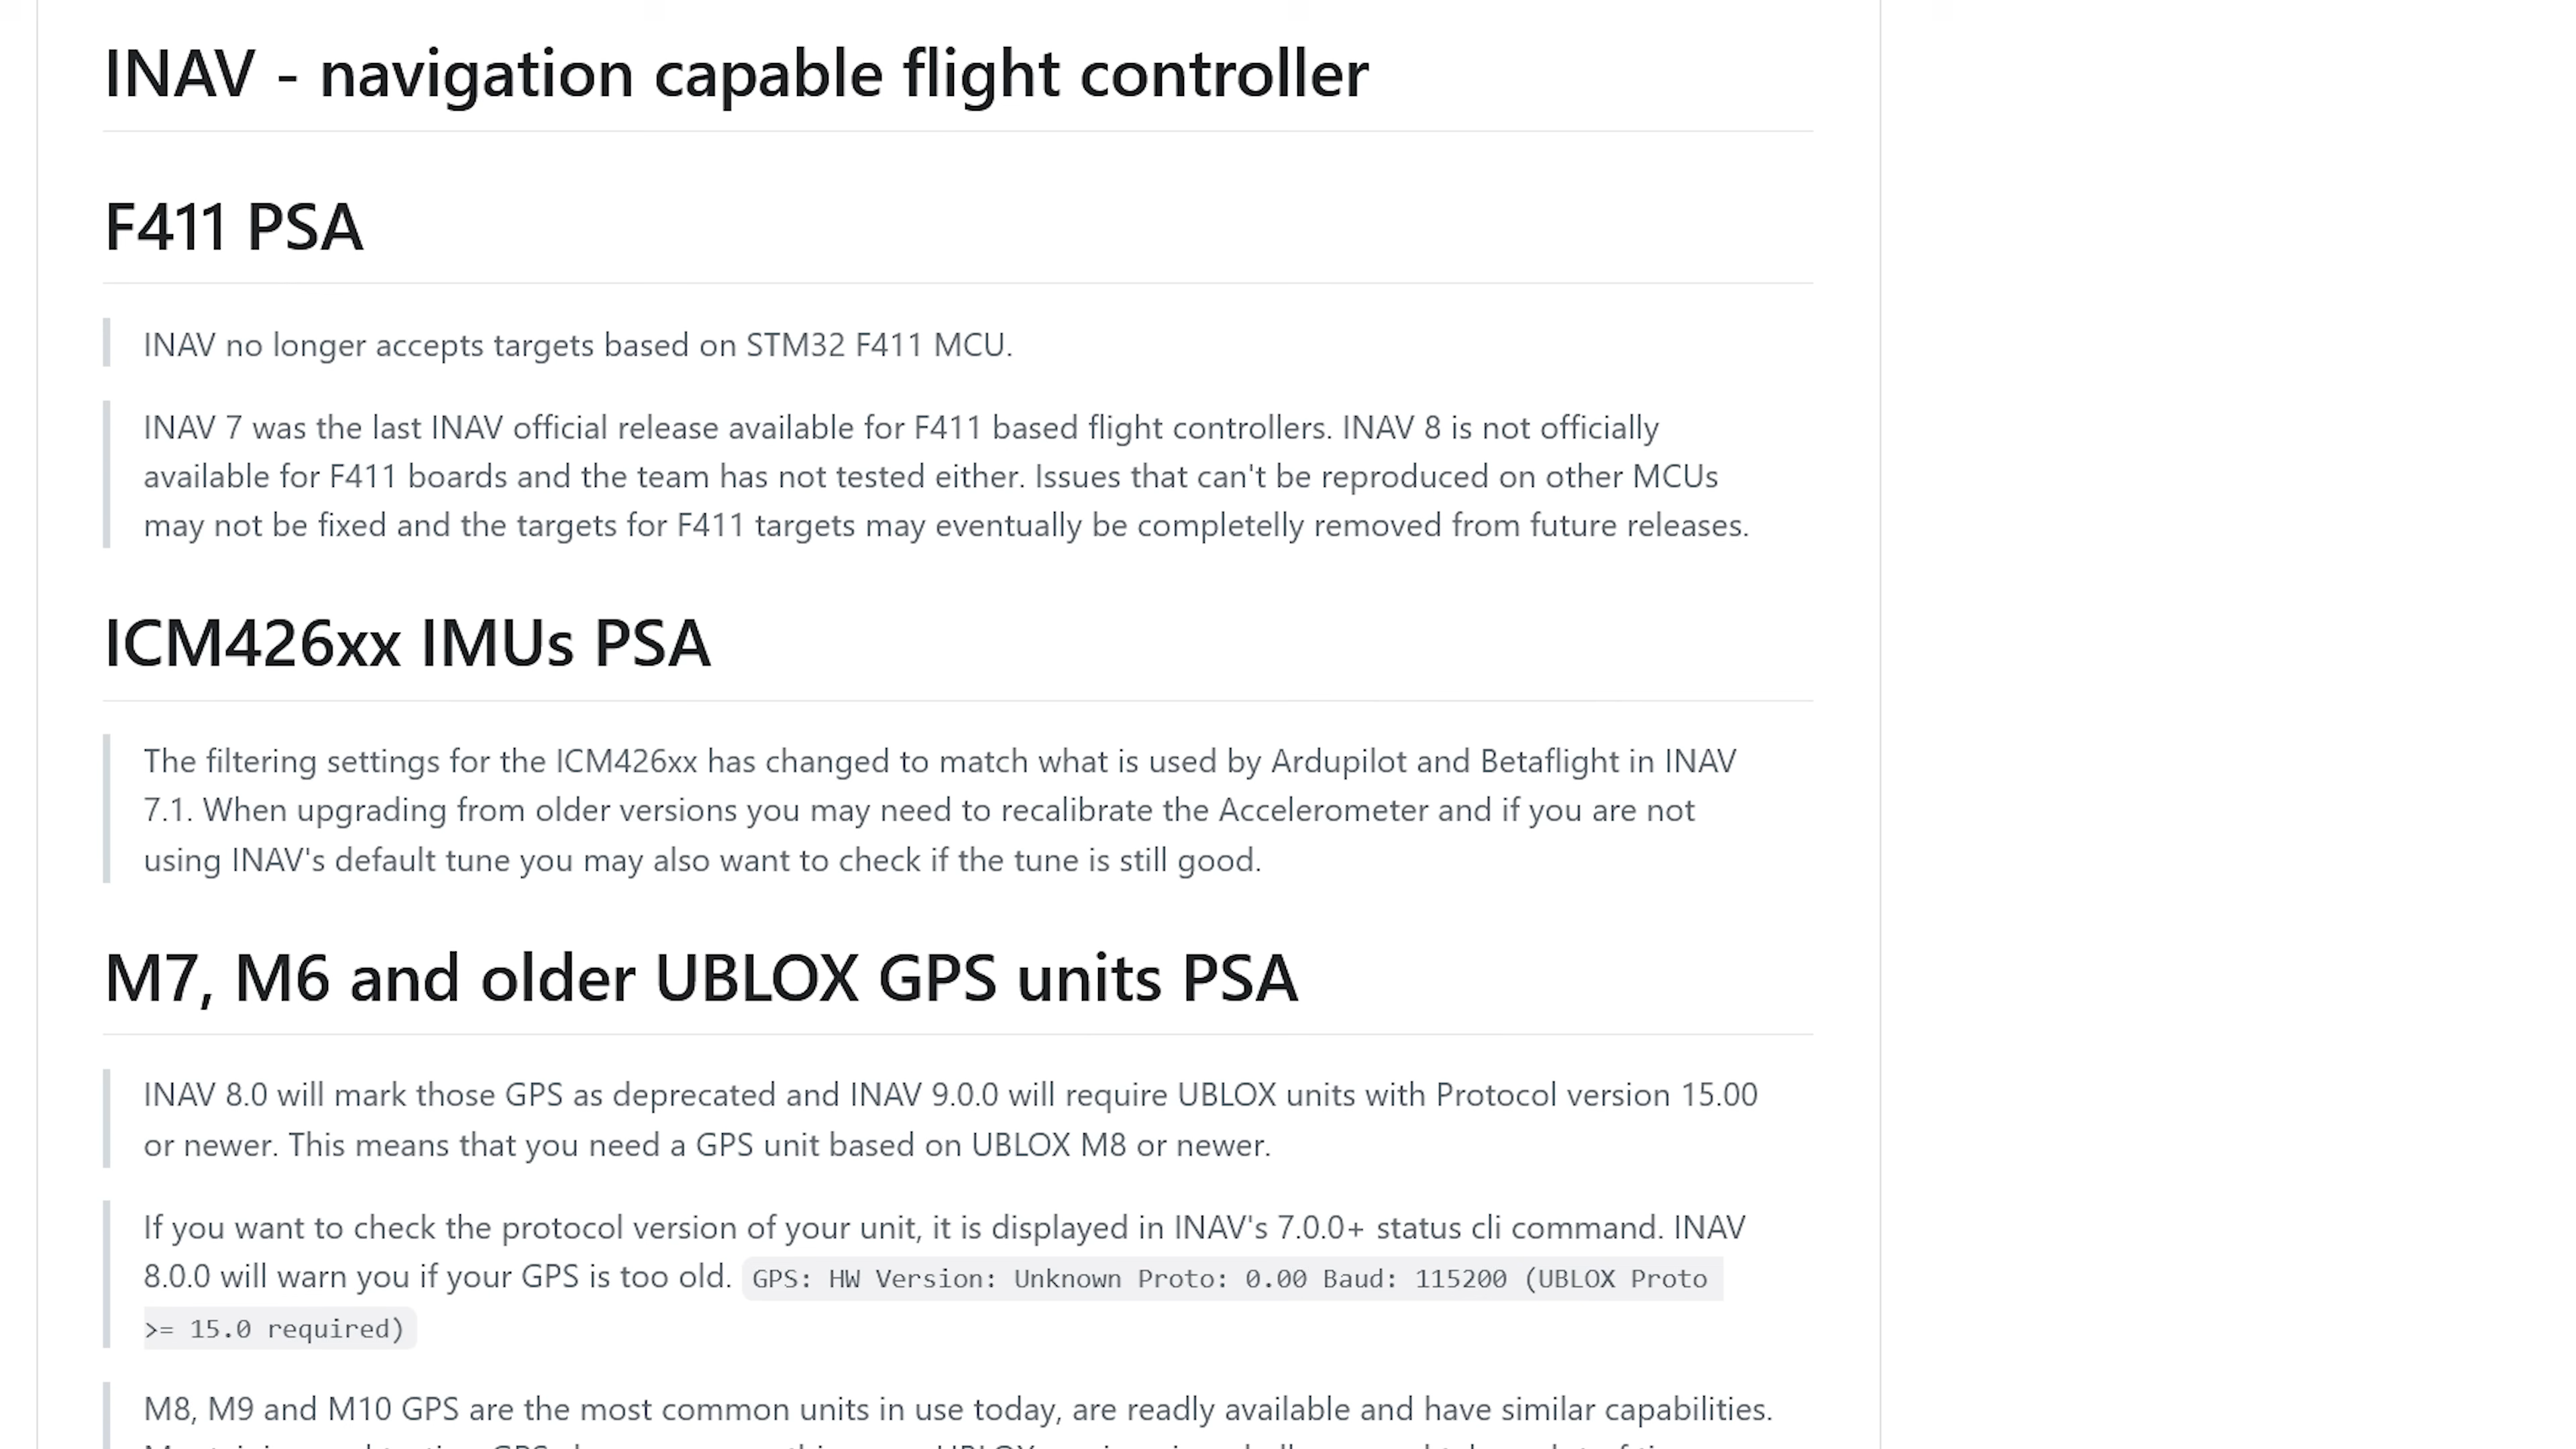 INAV - navigation capable flight controller
F411 PSA
INAV no longer accepts targets based on STM32 F411 MCU.
INAV 7 was the last INAV official release available for F411 based flight controllers. INAV 8 is not officially
available for F411 boards and the team has not tested either. Issues that can't be reproduced on other MCUs
may not be fixed and the targets for F411 targets may eventually be completelly removed from future releases.
ICM426xx IMUs PSA
The filtering settings for the ICM426xx has changed to match what is used by Ardupilot and Betaflight in INAV
7.1. When upgrading from older versions you may need to recalibrate the Accelerometer and if you are not
using INAV's default tune you may also want to check if the tune is still good.
M7, M6 and older UBLOX GPS units PSA
INAV 8.0 will mark those GPS as deprecated and INAV 9.0.0 will require UBLOX units with Protocol version 15.00
or newer. This means that you need a GPS unit based on UBLOX M8 or newer.
If you want to check the protocol version of your unit, it is displayed in INAV's 7.0.0+ status cli command. INAV
8.0.0 will warn you if your GPS is too old. GPS: HW Version: Unknown Proto: 0.00 Baud: 115200 (UBLOX Proto
>= 15.0 required)
M8, M9 and M10 GPS are the most common units in use today, are readly available and have similar capabilities.